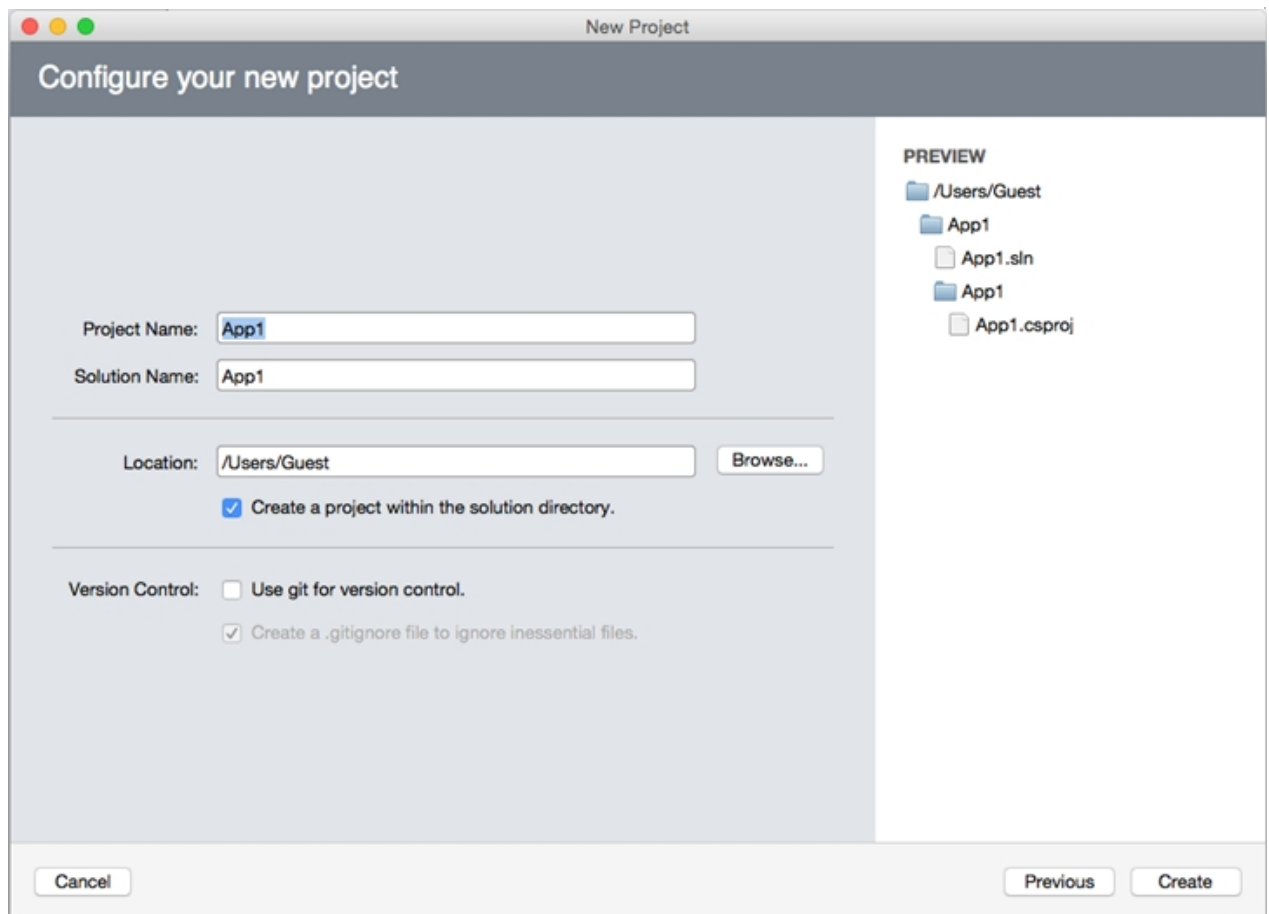 New Project
Configure your new project
Project Name: App1
Solution Name: App1
Location: /Users/Guest Browse...
Create a project within the solution directory.
Version Control: Use git for version control.
Create a .gitignore file to ignore inessential files.
PREVIEW
/Users/Guest
App1
App1.sln
App1
App1.csproj
Cancel Previous Create